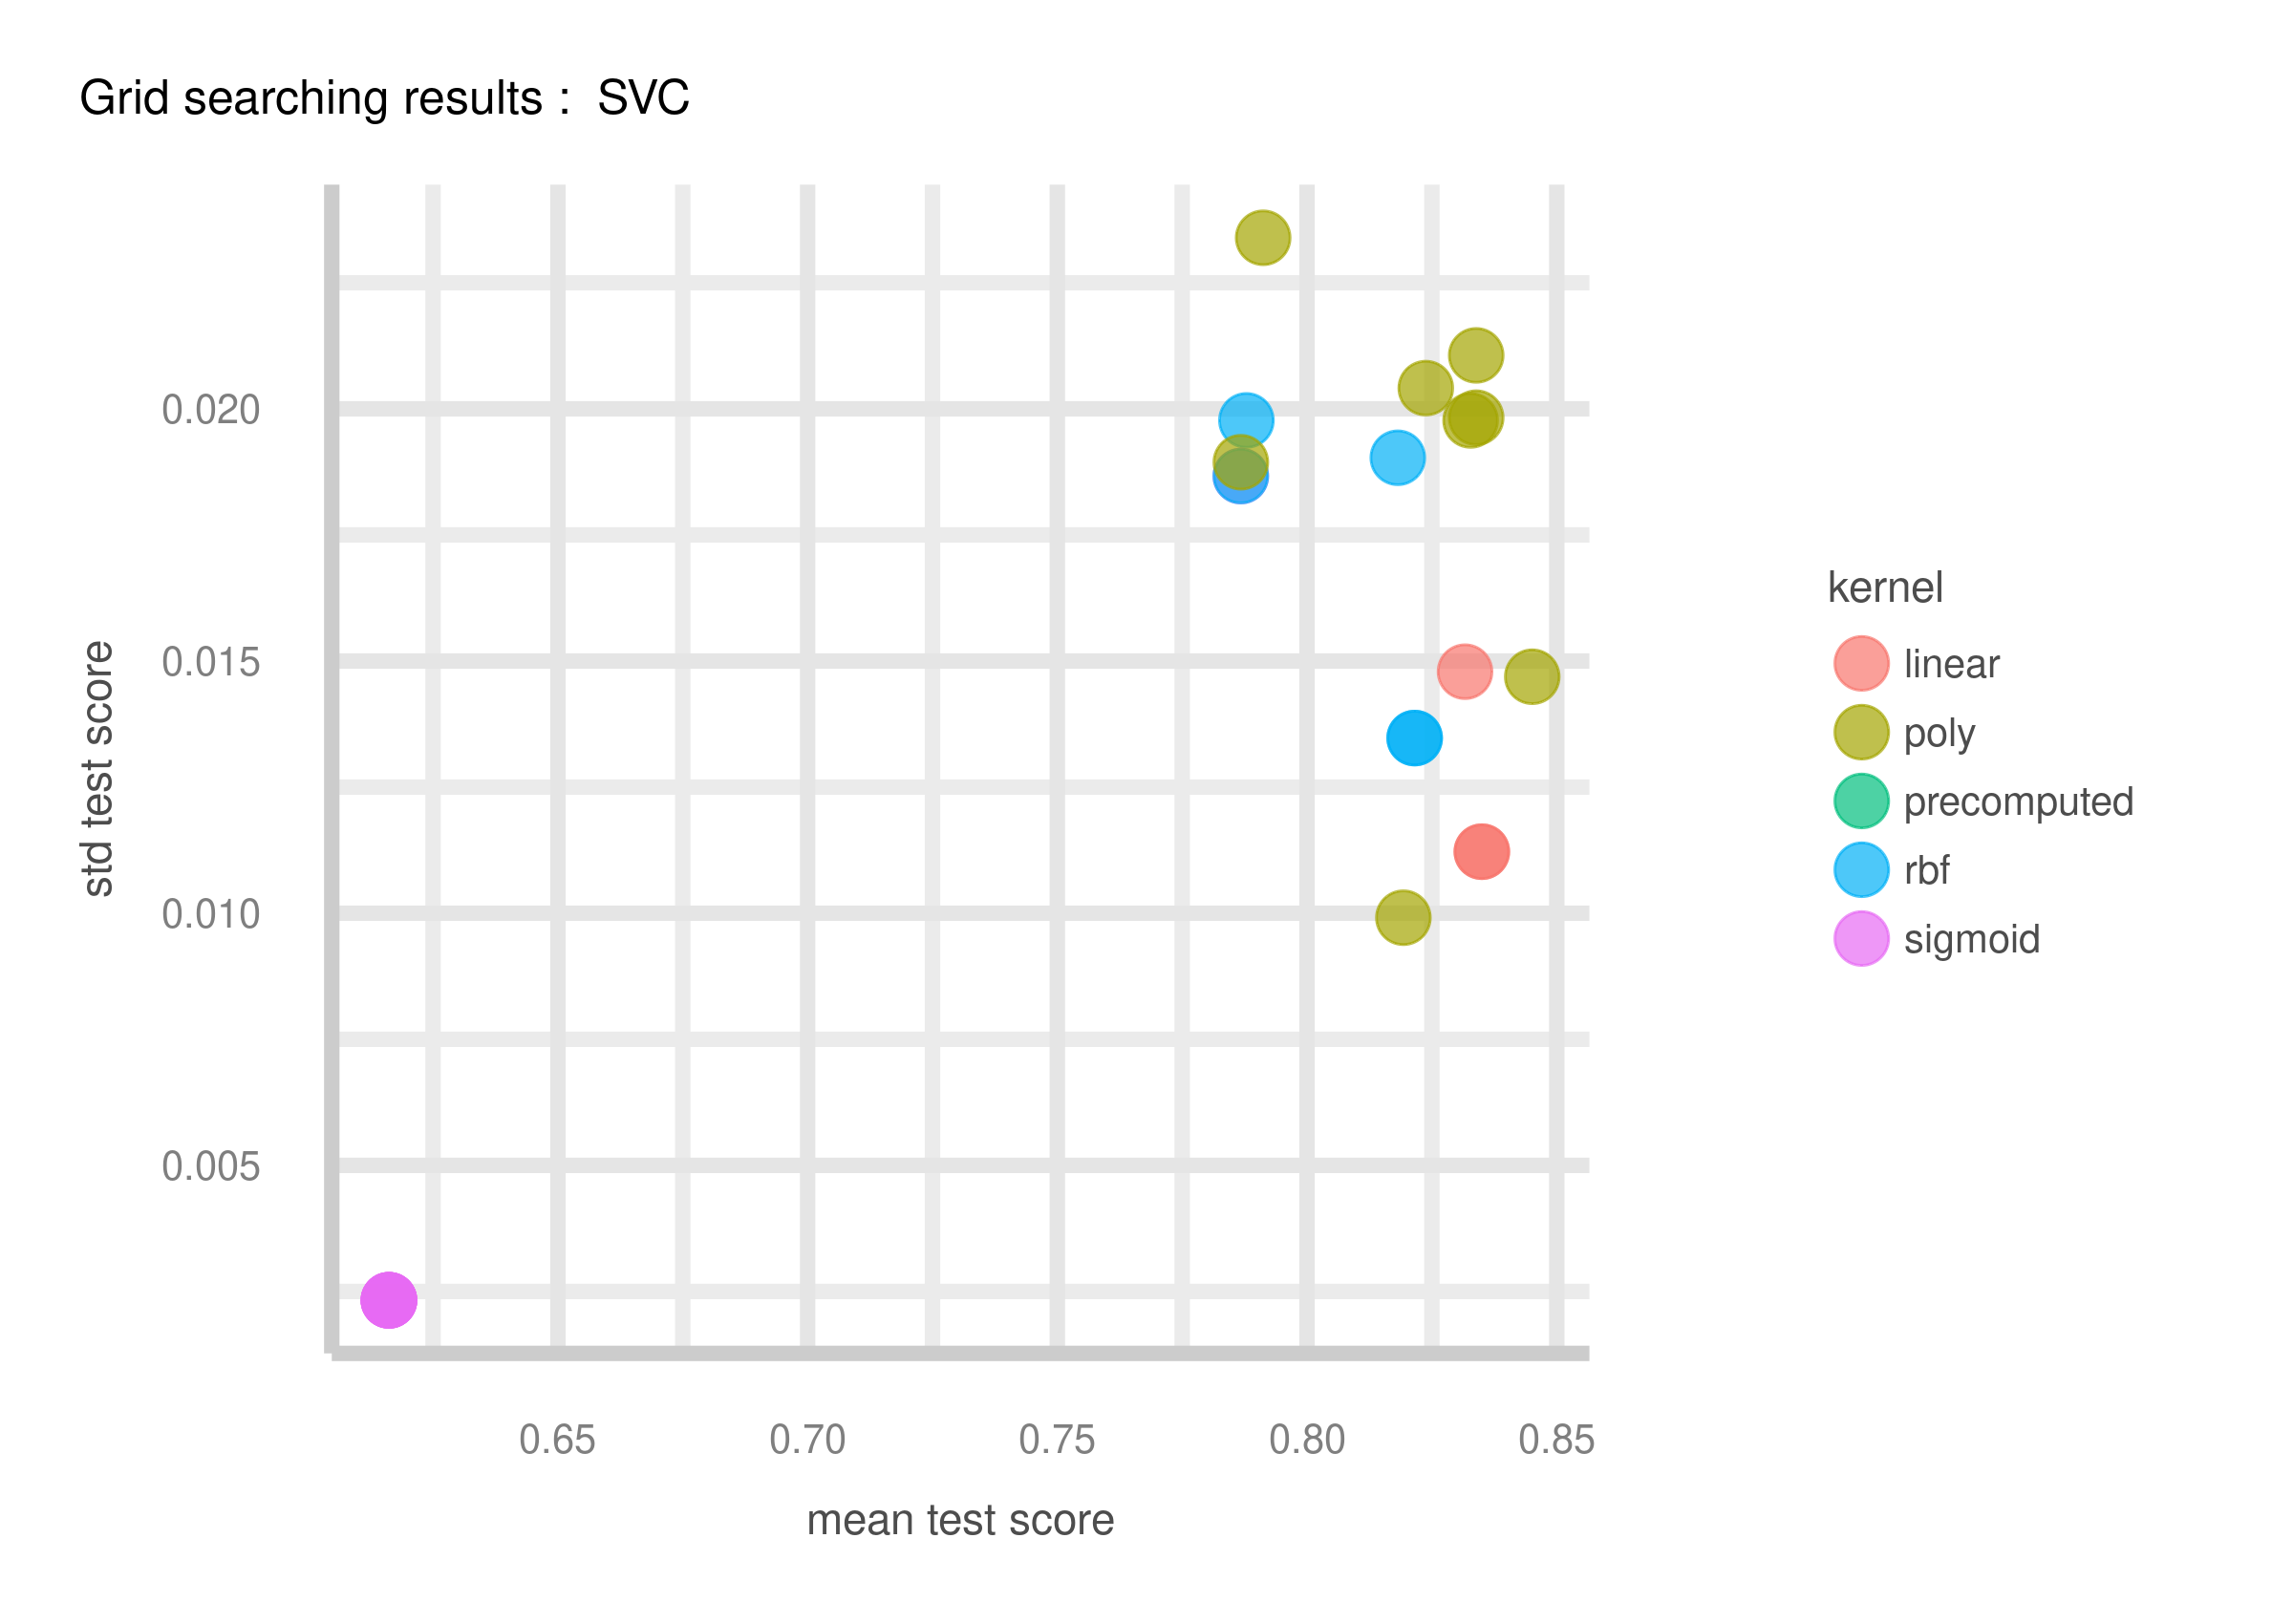 Grid searching results :  SVC
0.020
0.015
0.010
0.005
std test score
0.65
0.70
0.75
0.80
0.85
mean test score
kernel
linear
poly
precomputed
rbf
sigmoid